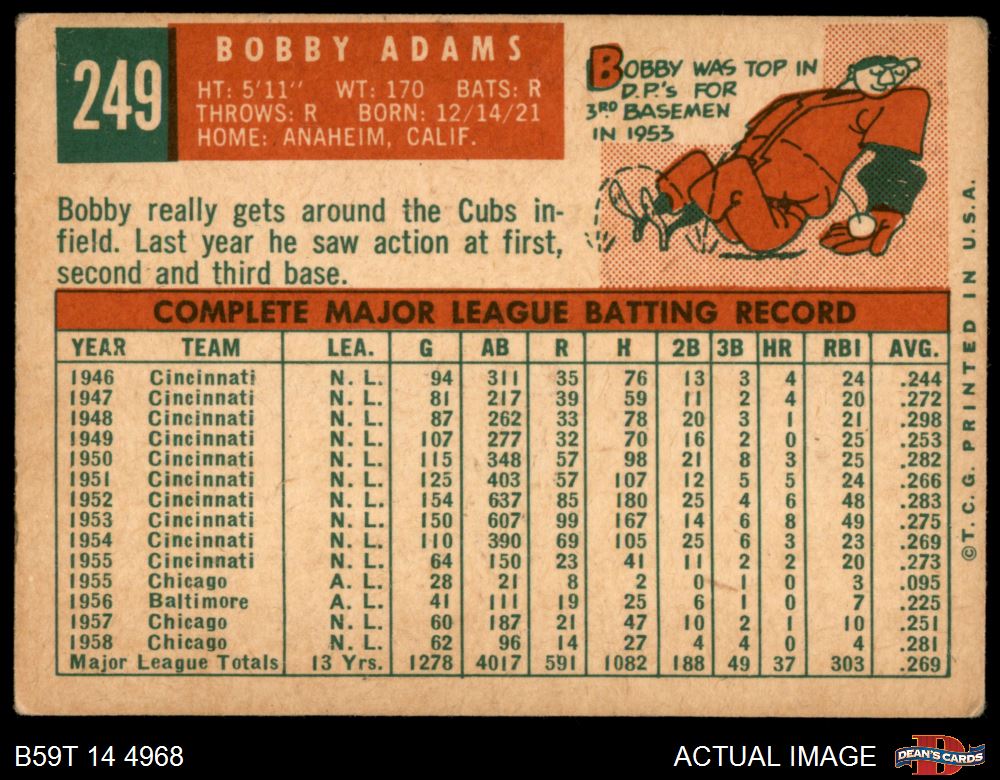 249
BOBBY ADAMS
HT: 5'11" WT: 170 BATS: R
THROWS: R BORN: 12/14/21
HOME: ANAHEIM, CALIF.
BOBBY WAS TOP IN
D.P.'s FOR
3RD BASEMEN
IN 1953
Bobby really gets around the Cubs in-
field. Last year he saw action at first,
second and third base.
COMPLETE MAJOR LEAGUE BATTING RECORD
YEAR TEAM LEA. G AB R H 2B 3B HR RBI AVG.
1946 Cincinnati N. L. 94 311 35 76 13 3 4 24 .244
1947 Cincinnati N. L. 81 217 39 59 11 2 4 20 .272
1948 Cincinnati N. L. 87 262 33 78 20 3 1 21 .298
1949 Cincinnati N. L. 107 277 32 70 16 2 0 25 .253
1950 Cincinnati N. L. 115 348 57 98 21 8 3 25 .282
1951 Cincinnati N. L. 125 403 57 107 12 5 5 24 .266
1952 Cincinnati N. L. 154 637 85 180 25 4 6 48 .283
1953 Cincinnati N. L. 150 607 99 167 14 6 8 49 .275
1954 Cincinnati N. L. 110 390 69 105 25 6 3 23 .269
1955 Cincinnati N. L. 64 150 23 41 11 2 2 20 .273
1955 Chicago A. L. 28 21 8 2 0 1 0 3 .095
1956 Baltimore A. L. 41 111 19 25 6 1 0 7 .225
1957 Chicago N. L. 60 187 21 47 10 2 1 10 .251
1958 Chicago N. L. 62 96 14 27 4 4 0 4 .281
Major League Totals 13 Yrs. 1278 4017 591 1082 188 49 37 303 .269
© T. C. G. PRINTED IN U.S.A.
B59T 14 4968
ACTUAL IMAGE
D
DEAN'S CARDS